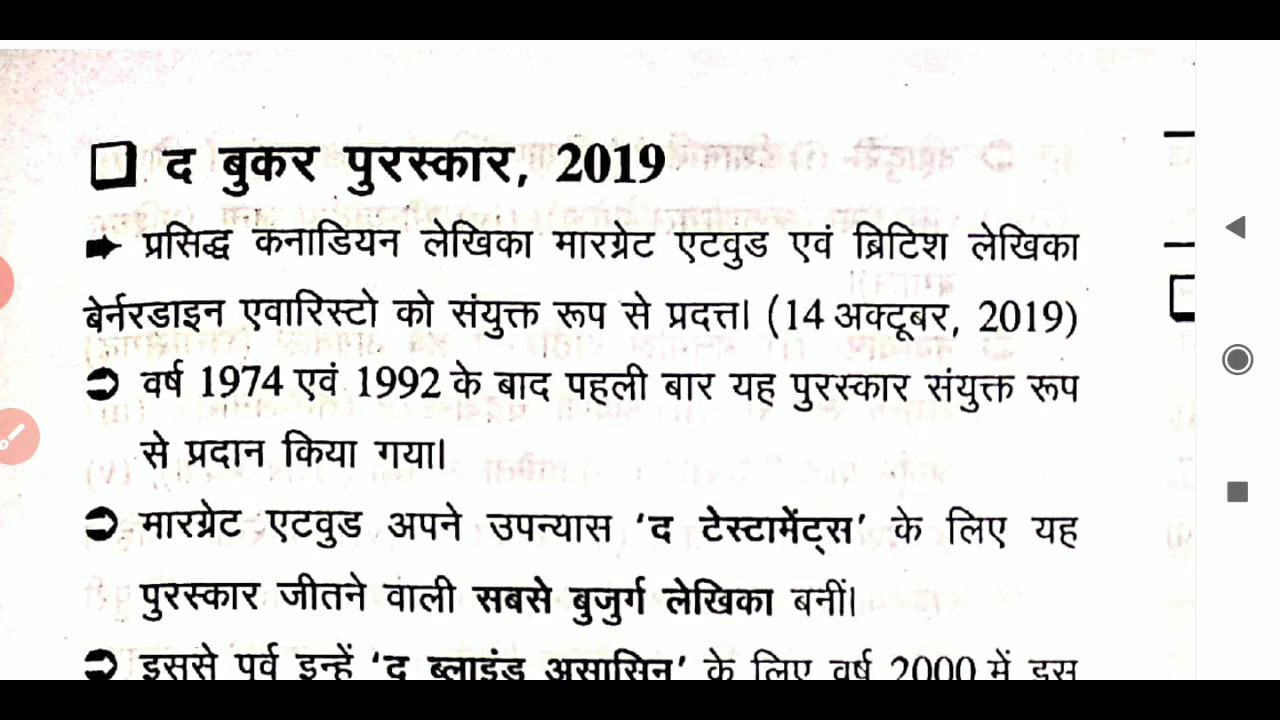 द बुकर पुरस्कार, 2019
प्रसिद्ध कनाडियन लेखिका मारग्रेट एटवुड एवं ब्रिटिश लेखिका
बेर्नरडाइन एवारिस्टो को संयुक्त रूप से प्रदत्त। (14 अक्टूबर, 2019)
वर्ष 1974 एवं 1992 के बाद पहली बार यह पुरस्कार संयुक्त रूप
से प्रदान किया गया।
मारग्रेट एटवुड अपने उपन्यास ‘द टेस्टामेंट्स’ के लिए यह
पुरस्कार जीतने वाली सबसे बुजुर्ग लेखिका बनीं।
इससे पूर्व इन्हें ‘द ब्लाइंड असासिन’ के लिए वर्ष 2000 में इस